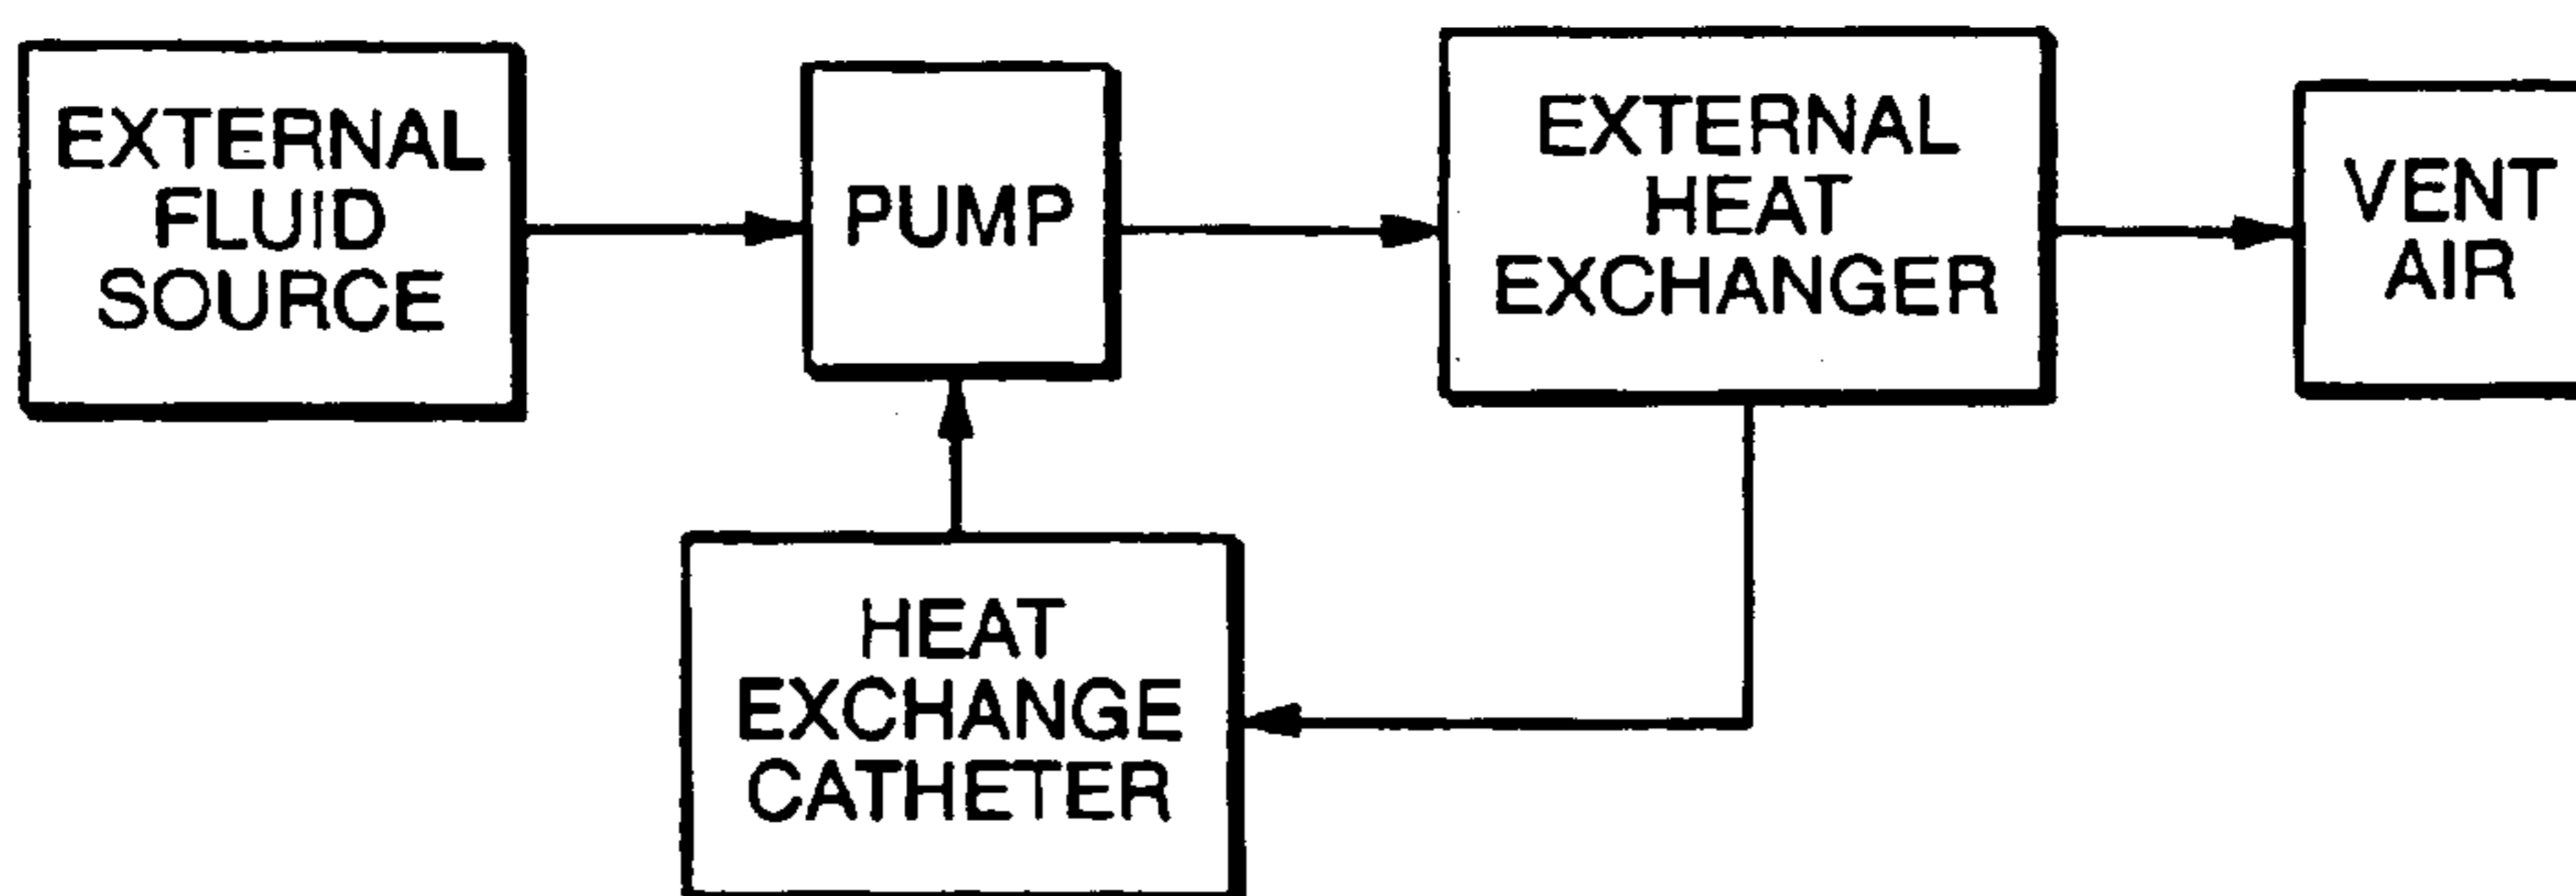 EXTERNAL
FLUID
SOURCE
PUMP
EXTERNAL
HEAT
EXCHANGER
VENT
AIR
HEAT
EXCHANGE
CATHETER